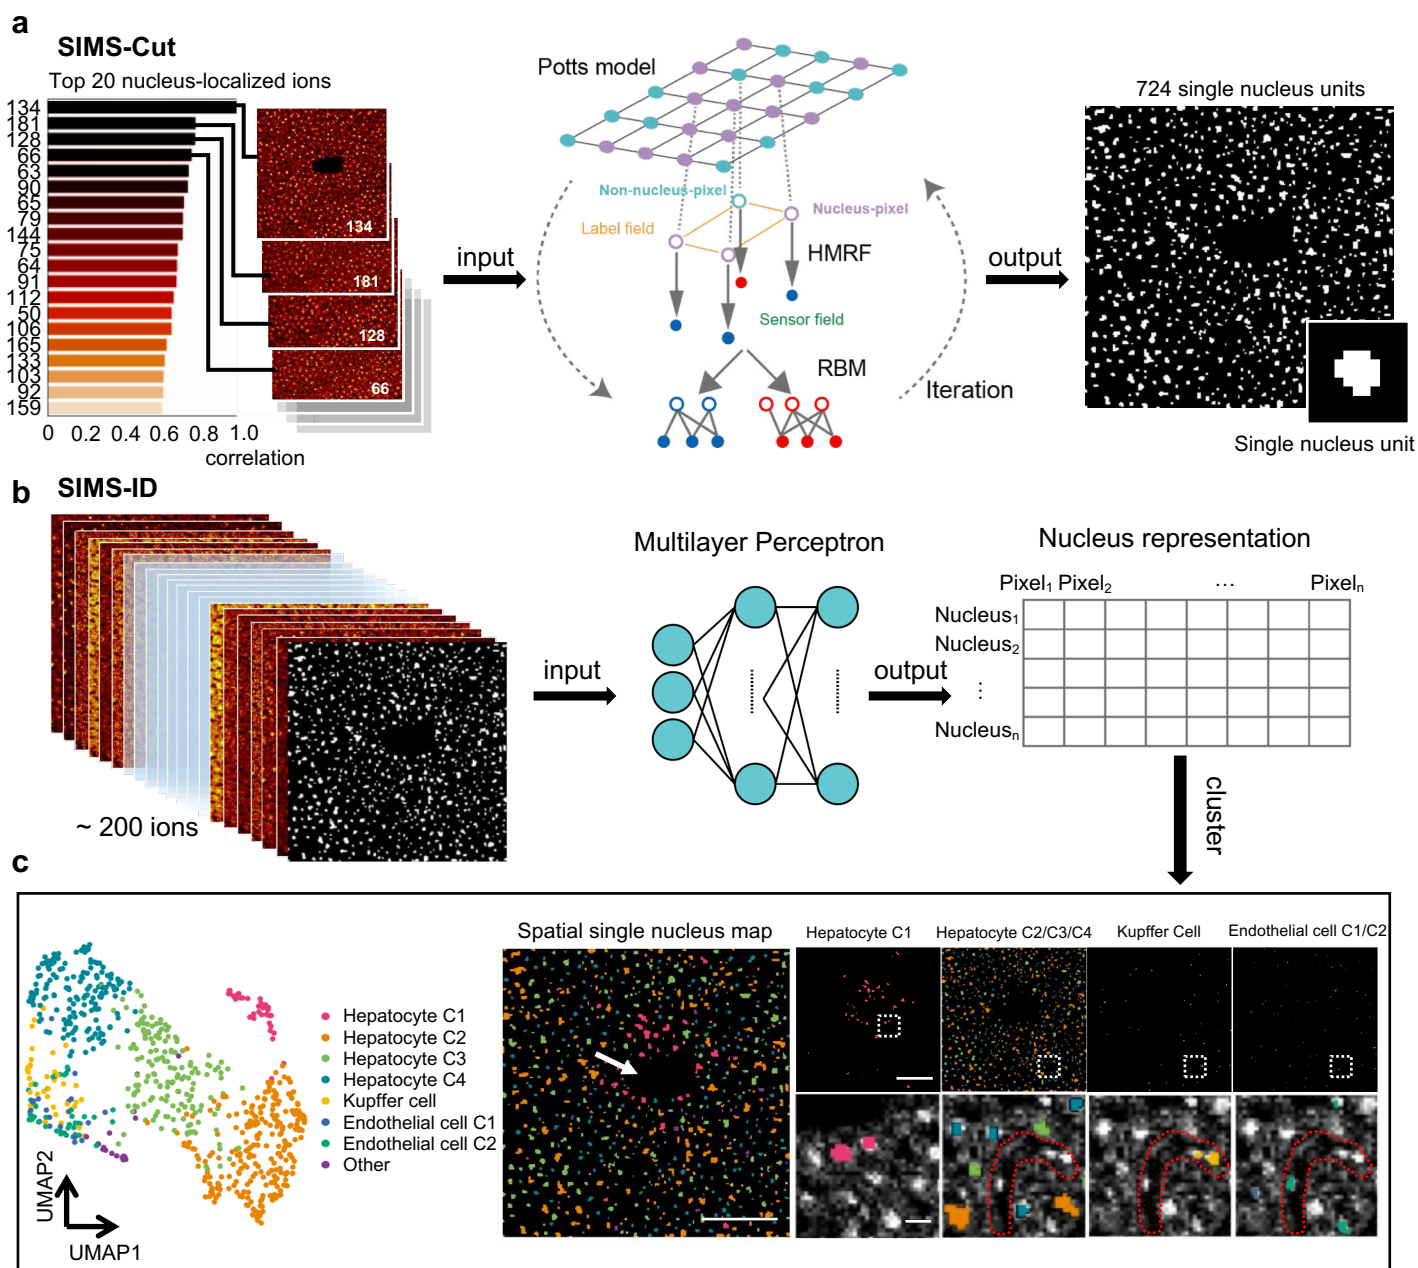 a
SIMS-Cut
Top 20 nucleus-localized ions
134
181
128
66
63
90
65
79
144
75
64
91
112
50
106
165
133
103
92
159
0 0.2 0.4 0.6 0.8 1.0
correlation
134
181
128
66
input
Potts model
Non-nucleus-pixel
Nucleus-pixel
Label field
HMRF
Sensor field
RBM
Iteration
output
724 single nucleus units
Single nucleus unit
b
SIMS-ID
~ 200 ions
input
Multilayer Perceptron
output
Nucleus representation
Pixel1 Pixel2 ... Pixeln
Nucleus1
Nucleus2
⋮
Nucleusn
cluster
c
Hepatocyte C1
Hepatocyte C2
Hepatocyte C3
Hepatocyte C4
Kupffer cell
Endothelial cell C1
Endothelial cell C2
Other
UMAP2
UMAP1
Spatial single nucleus map
Hepatocyte C1
Hepatocyte C2/C3/C4
Kupffer Cell
Endothelial cell C1/C2